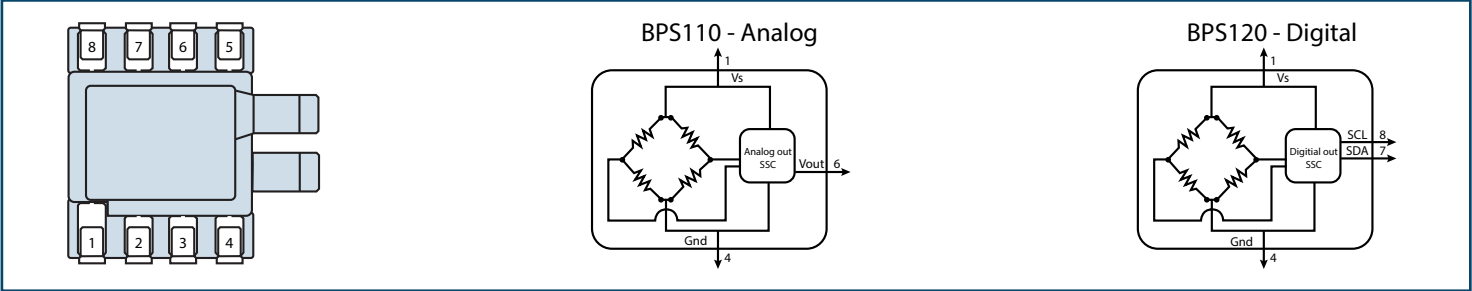 8 7 6 5
1 2 3 4
BPS110 - Analog
1
Vs
Analog out
SSC
Vout 6
Gnd
4
BPS120 - Digital
1
Vs
Digitial out
SSC
SCL 8
SDA 7
Gnd
4